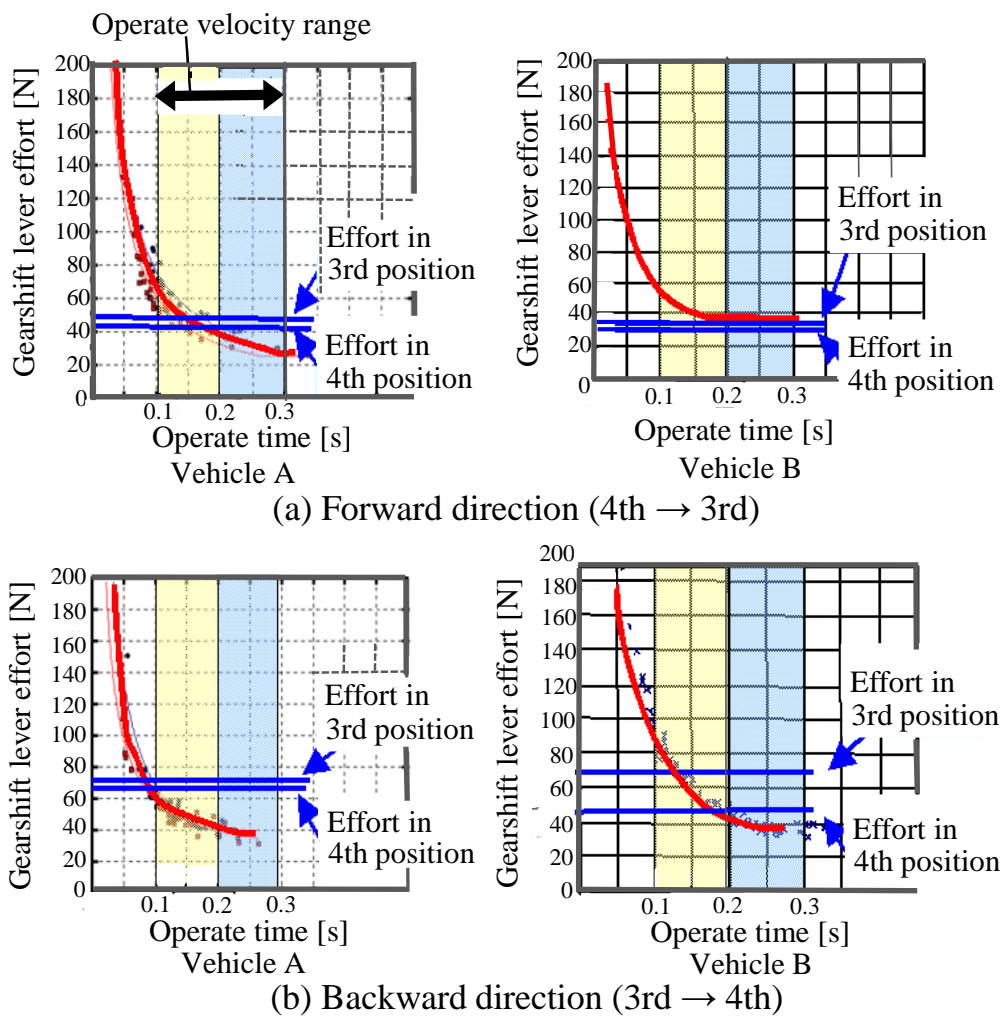 Operate velocity range
Gearshift lever effort [N]
200
180
160
140
120
100
80
60
40
20
0
0.1 0.2 0.3
Effort in
3rd position
Effort in
4th position
Operate time [s]
Vehicle A
Gearshift lever effort [N]
200
180
160
140
120
100
80
60
40
20
0
0.1 0.2 0.3
Effort in
3rd position
Effort in
4th position
Operate time [s]
Vehicle B
(a) Forward direction (4th → 3rd)
Gearshift lever effort [N]
200
180
160
140
120
100
80
60
40
20
0
0.1 0.2 0.3
Effort in
3rd position
Effort in
4th position
Operate time [s]
Vehicle A
Gearshift lever effort [N]
200
180
160
140
120
100
80
60
40
20
0
0.1 0.2 0.3
Effort in
3rd position
Effort in
4th position
Operate time [s]
Vehicle B
(b) Backward direction (3rd → 4th)